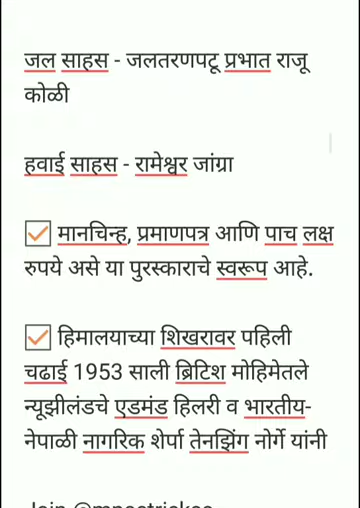 जल साहस - जलतरणपटू प्रभात राजू
कोळी
हवाई साहस - रामेश्वर जांग्रा
☑ मानचिन्ह, प्रमाणपत्र आणि पाच लक्ष
रुपये असे या पुरस्काराचे स्वरूप आहे.
☑ हिमालयाच्या शिखरावर पहिली
चढाई 1953 साली ब्रिटिश मोहिमेतले
न्यूझीलंडचे एडमंड हिलरी व भारतीय-
नेपाळी नागरिक शेर्पा तेनझिंग नोर्गे यांनी